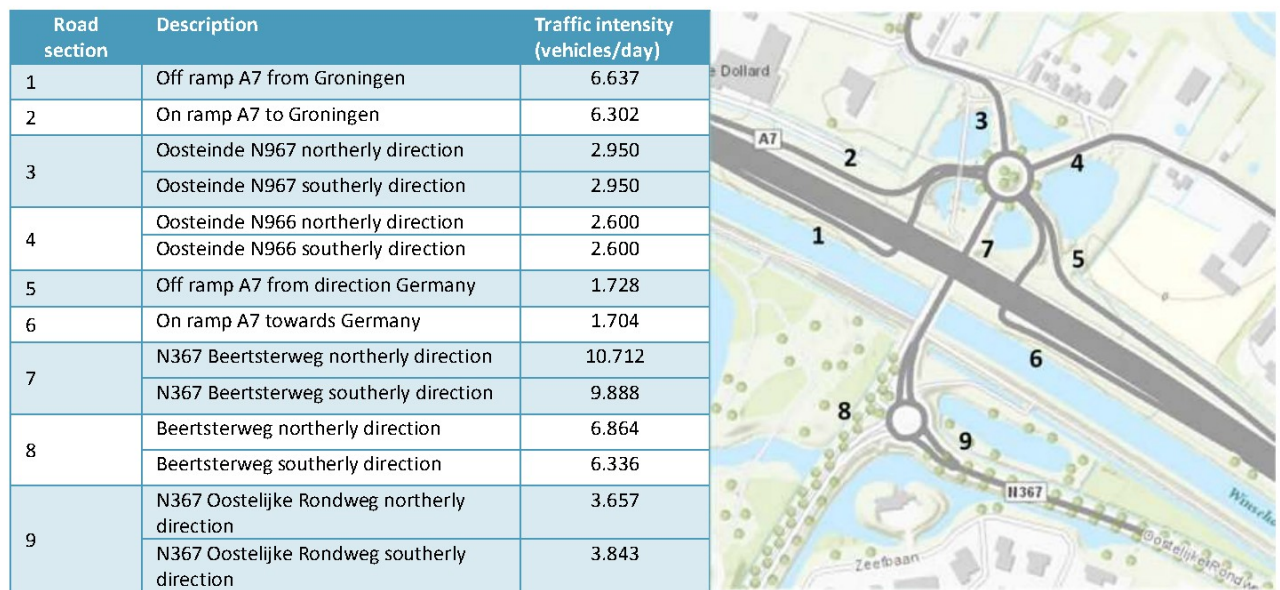 Road section Description Traffic intensity (vehicles/day)
1 Off ramp A7 from Groningen 6.637
2 On ramp A7 to Groningen 6.302
3 Oosteinde N967 northerly direction 2.950
Oosteinde N967 southerly direction 2.950
4 Oosteinde N966 northerly direction 2.600
Oosteinde N966 southerly direction 2.600
5 Off ramp A7 from direction Germany 1.728
6 On ramp A7 towards Germany 1.704
7 N367 Beertsterweg northerly direction 10.712
N367 Beertsterweg southerly direction 9.888
8 Beertsterweg northerly direction 6.864
Beertsterweg southerly direction 6.336
9 N367 Oostelijke Rondweg northerly direction 3.657
N367 Oostelijke Rondweg southerly direction 3.843
e Dollard
A7
3
2
4
1
7
5
6
8
9
N367
Winscho
Oostelijke Rondwe
Zeefbaan